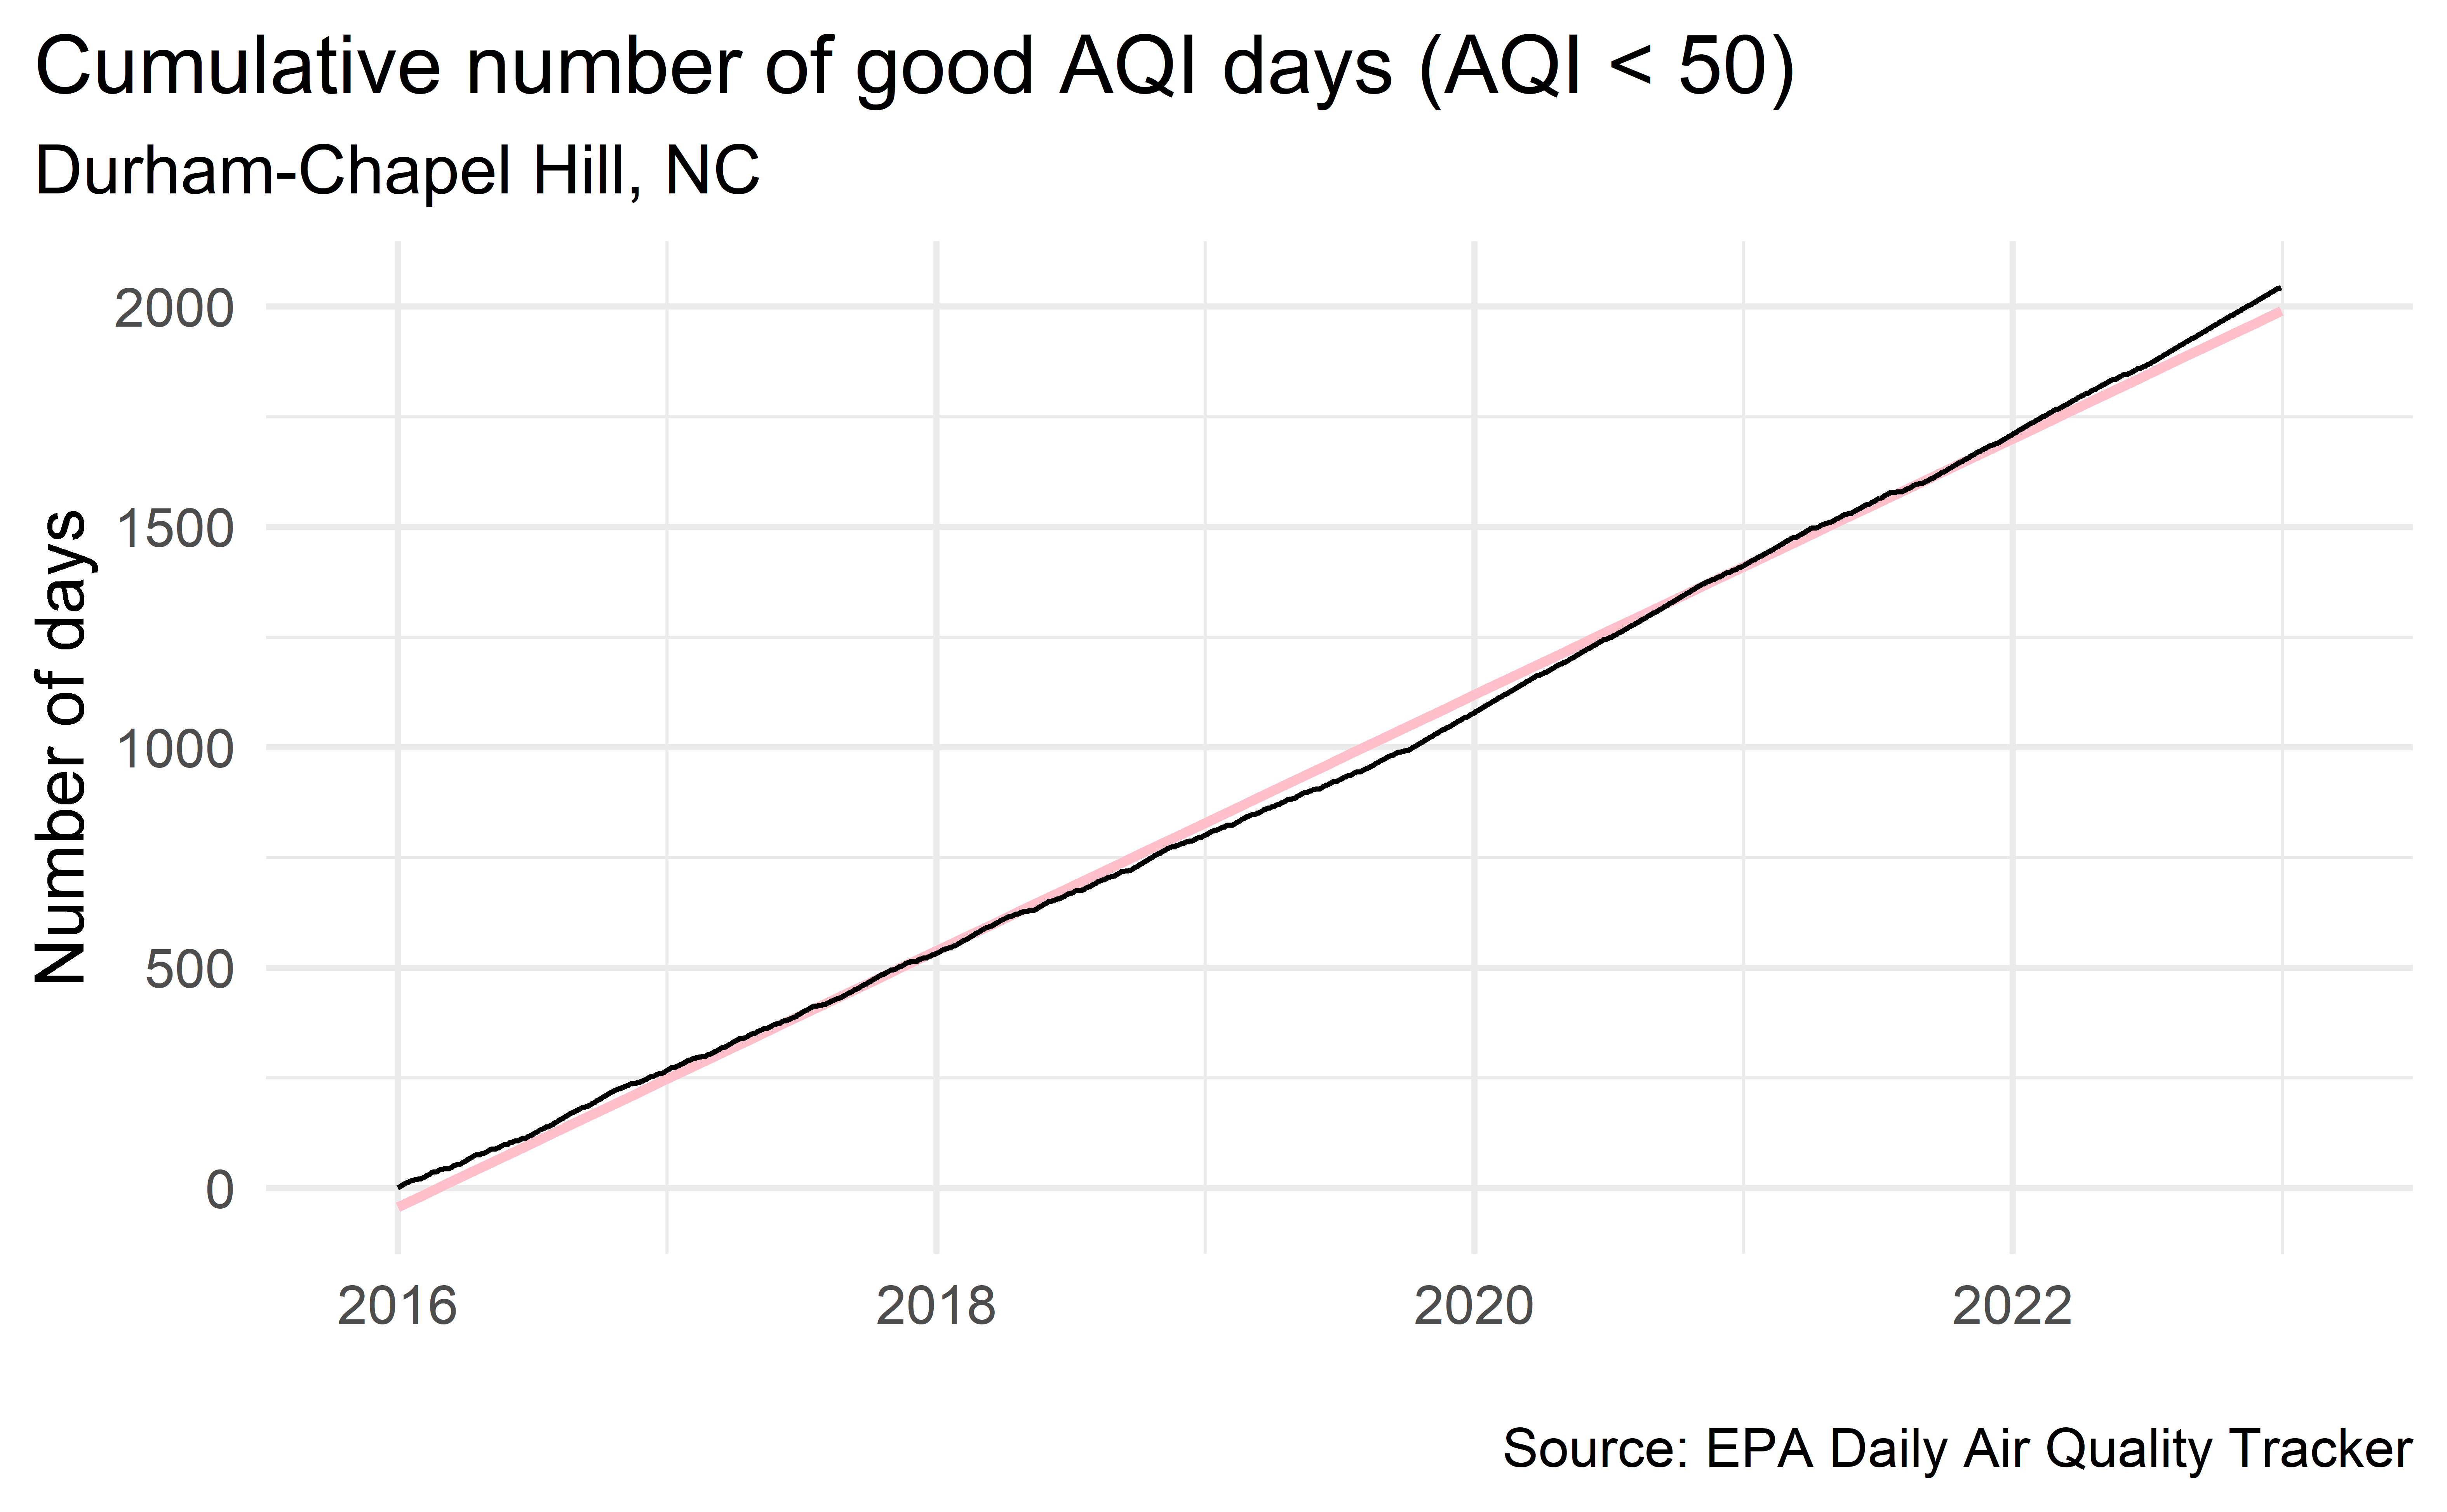 Cumulative number of good AQI days (AQI < 50)
Durham-Chapel Hill, NC
Number of days
2000
1500
1000
500
0
2016 2018 2020 2022
Source: EPA Daily Air Quality Tracker